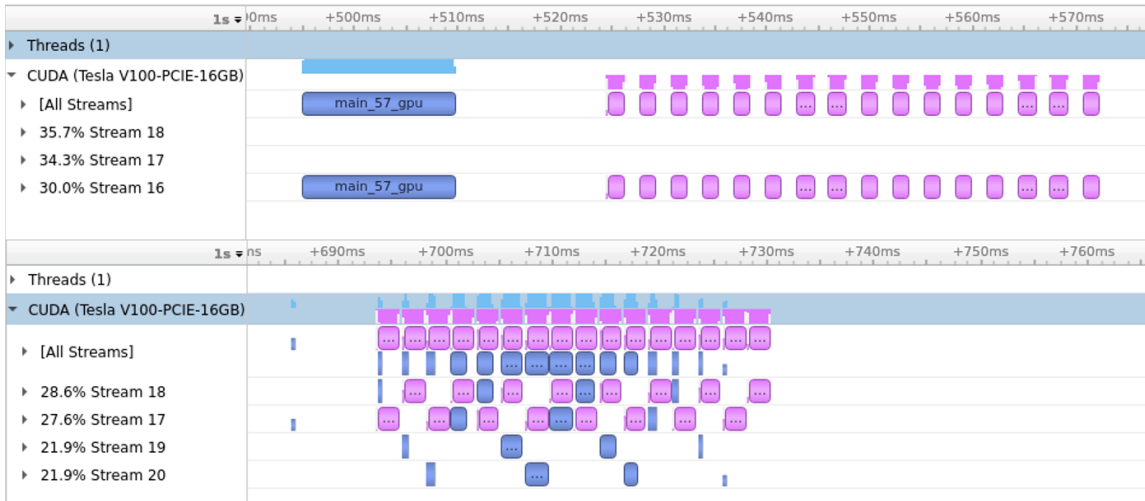 1s 00ms +500ms +510ms +520ms +530ms +540ms +550ms +560ms +570ms
Threads (1)
CUDA (Tesla V100-PCIE-16GB)
[All Streams] main_57_gpu ... ... ... ...
35.7% Stream 18
34.3% Stream 17
30.0% Stream 16 main_57_gpu ... ... ... ...
1s ns +690ms +700ms +710ms +720ms +730ms +740ms +750ms +760ms
Threads (1)
CUDA (Tesla V100-PCIE-16GB)
... ... ... ... ... ... ... ... ... ... ... ... ... ... ... ...
[All Streams]
... ... ... ...
28.6% Stream 18 ... ... ... ... ... ... ... ... ...
27.6% Stream 17 ... ... ... ... ... ... ... ... ...
21.9% Stream 19 ...
21.9% Stream 20 ...